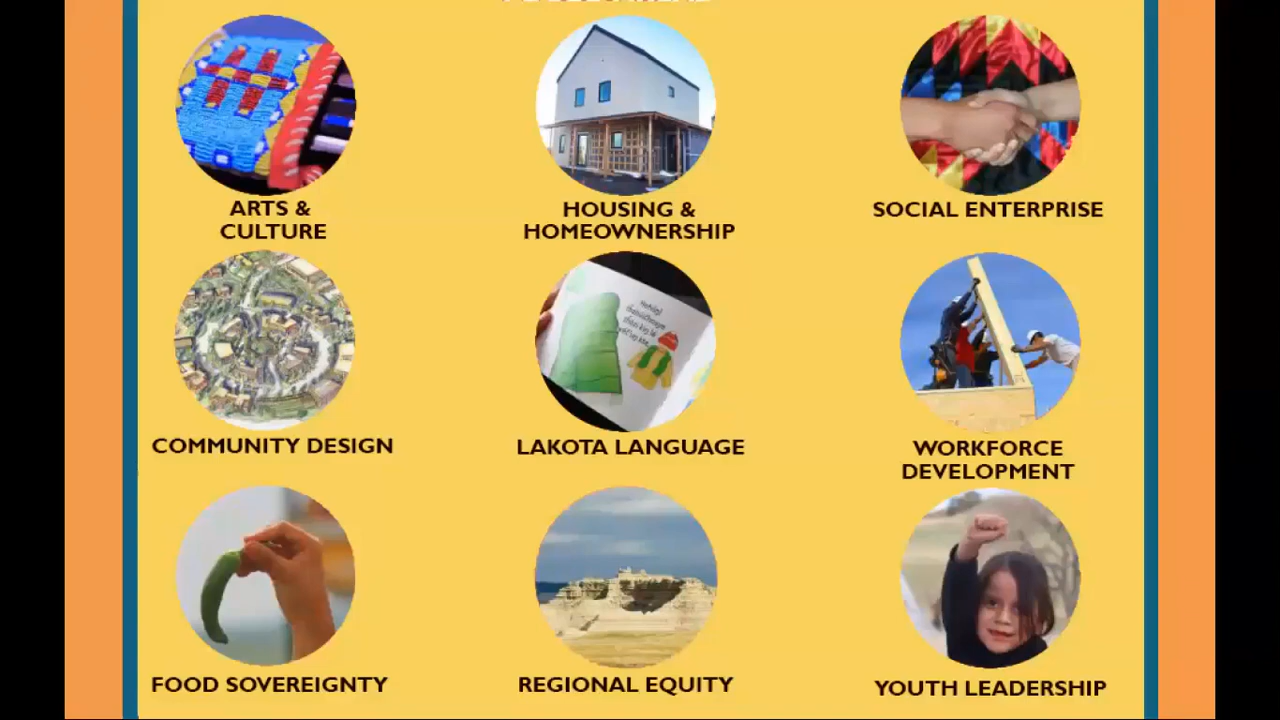 ARTS &
CULTURE
HOUSING &
HOMEOWNERSHIP
SOCIAL ENTERPRISE
COMMUNITY DESIGN
LAKOTA LANGUAGE
WORKFORCE
DEVELOPMENT
FOOD SOVEREIGNTY
REGIONAL EQUITY
YOUTH LEADERSHIP